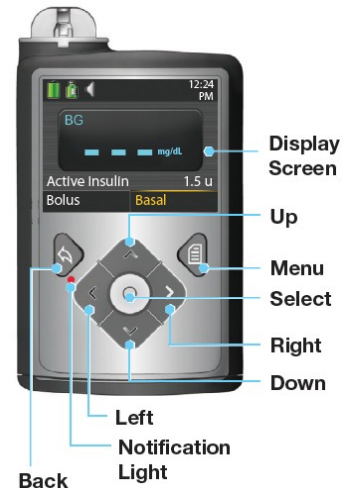 12:24
PM
BG
mg/dL
Active Insulin 1.5 u
Bolus Basal
Display
Screen
Up
Menu
Select
Right
Down
Left
Notification
Light
Back